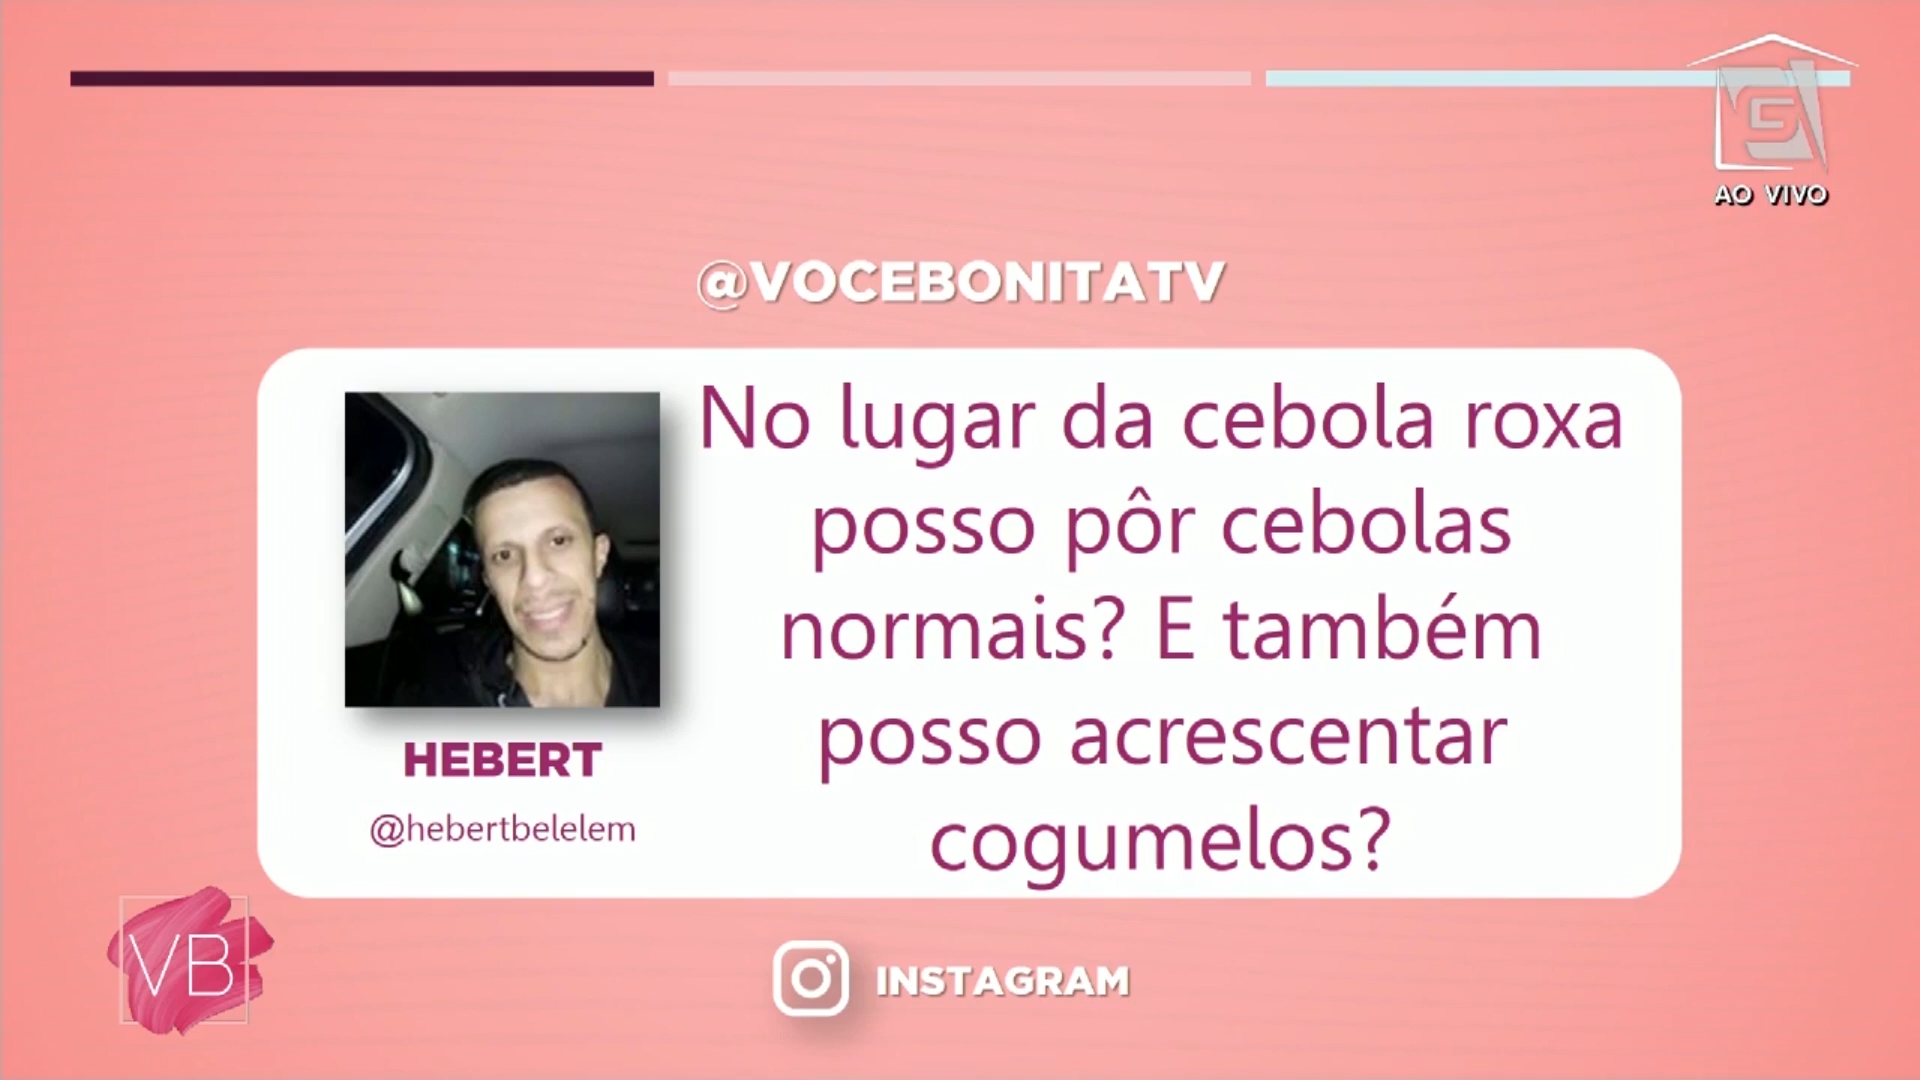 AO VIVO
@VOCEBONITATV
No lugar da cebola roxa
posso pôr cebolas
normais? E também
posso acrescentar
cogumelos?
HEBERT
@hebertbelelem
VB
INSTAGRAM